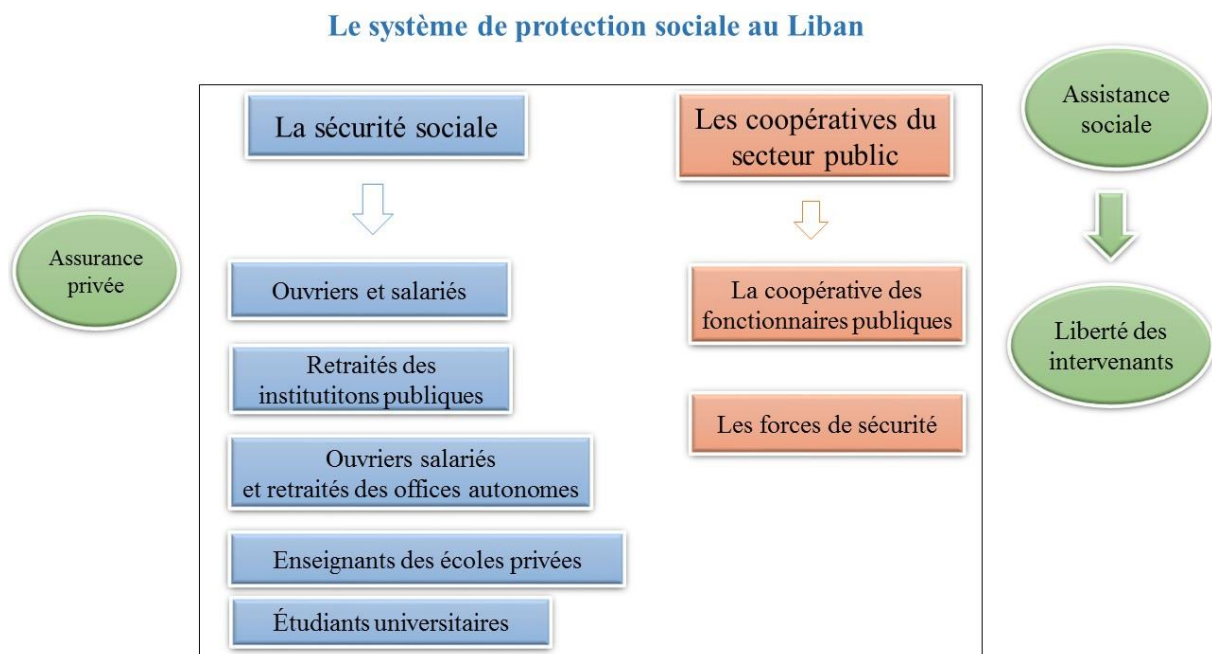 Le système de protection sociale au Liban
La sécurité sociale
Les coopératives du
secteur public
Assistance
sociale
Assurance
privée
Ouvriers et salariés
La coopérative des
fonctionnaires publiques
Liberté des
intervenants
Retraités des
institutitons publiques
Les forces de sécurité
Ouvriers salariés
et retraités des offices autonomes
Enseignants des écoles privées
Étudiants universitaires